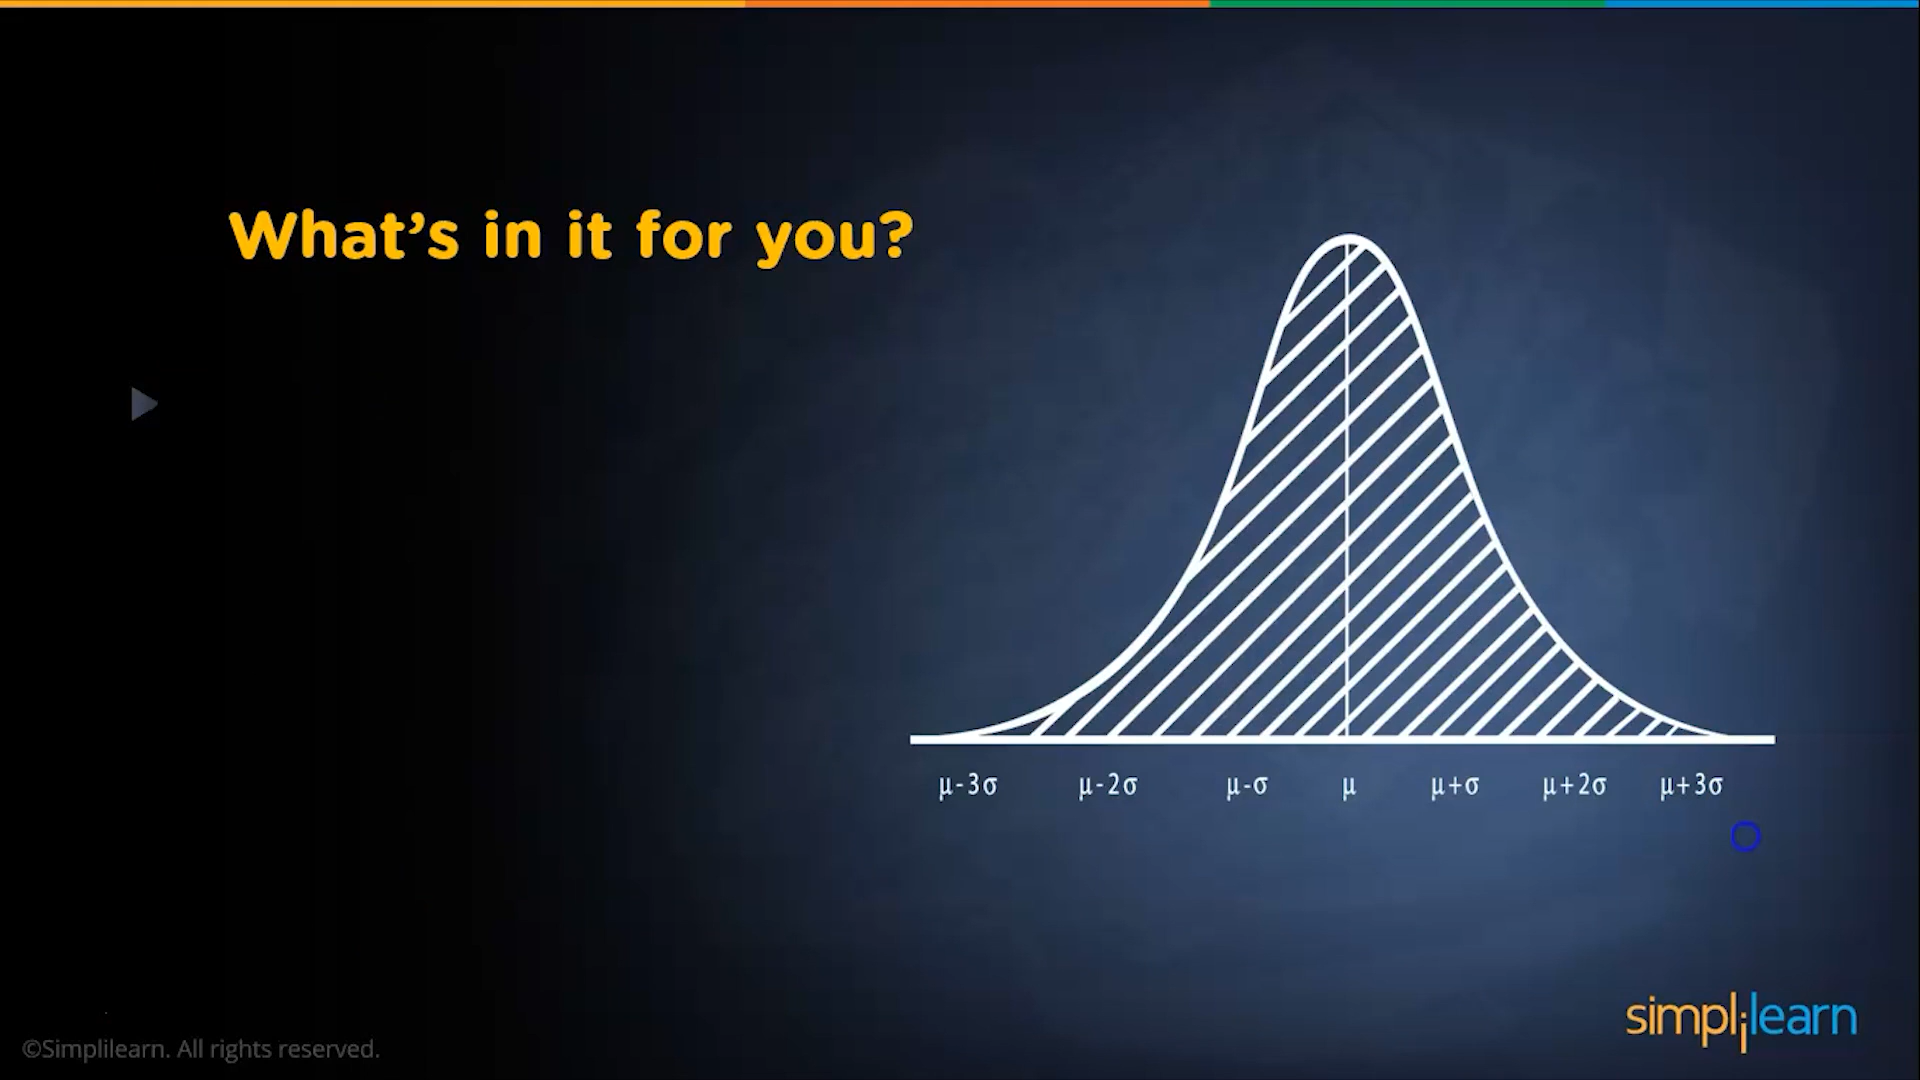 What's in it for you?
μ-3σ μ-2σ μ-σ μ μ+σ μ+2σ μ+3σ
simplilearn
©Simplilearn. All rights reserved.